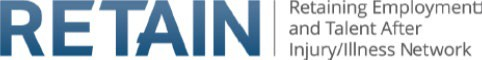 RETAIN
Retaining Employment
and Talent After
Injury/Illness Network